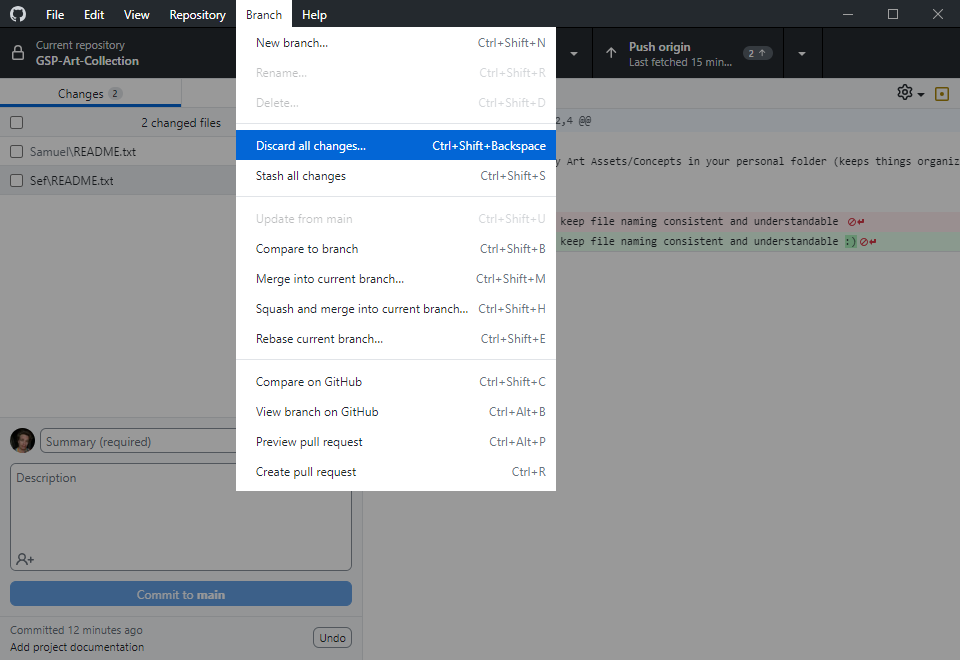 File Edit View Repository Branch Help
Current repository
GSP-Art-Collection
Push origin
Last fetched 15 min...
2
Changes 2
2 changed files
Samuel\README.txt
Sef\README.txt
New branch... Ctrl+Shift+N
Rename... Ctrl+Shift+R
Delete... Ctrl+Shift+D
Discard all changes... Ctrl+Shift+Backspace
Stash all changes Ctrl+Shift+S
Update from main Ctrl+Shift+U
Compare to branch Ctrl+Shift+B
Merge into current branch... Ctrl+Shift+M
Squash and merge into current branch... Ctrl+Shift+H
Rebase current branch... Ctrl+Shift+E
Compare on GitHub Ctrl+Shift+C
View branch on GitHub Ctrl+Alt+B
Preview pull request Ctrl+Alt+P
Create pull request Ctrl+R
2,4 @@
y Art Assets/Concepts in your personal folder (keeps things organiz
keep file naming consistent and understandable
keep file naming consistent and understandable :)
Summary (required)
Description
Commit to main
Committed 12 minutes ago
Add project documentation
Undo